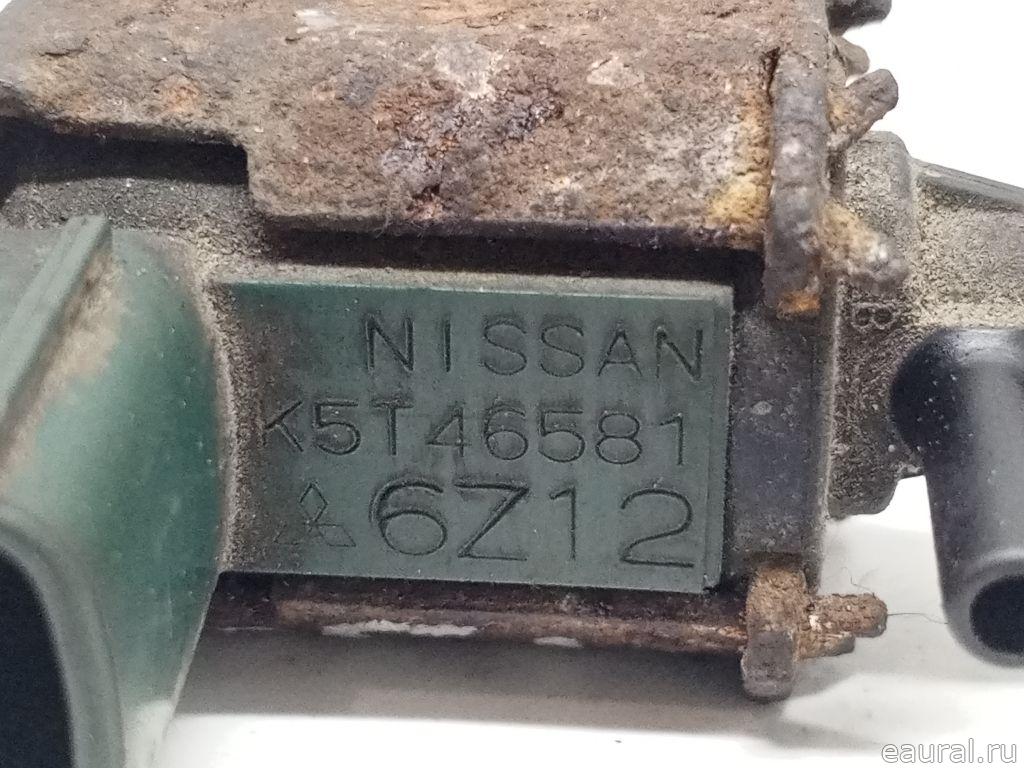 NISSAN
K5T46581
6Z12
B
eaural.ru